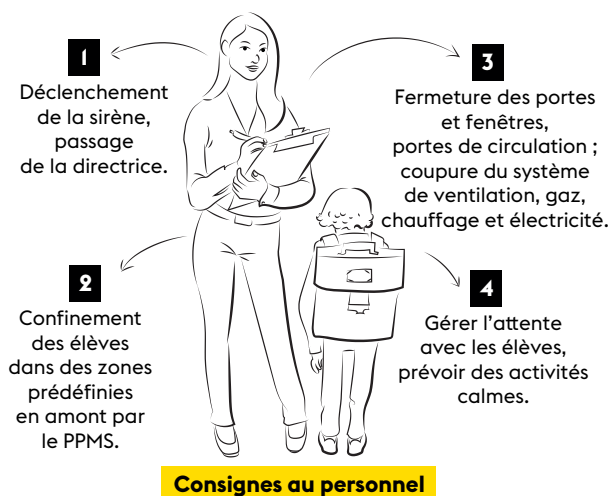 1
Déclenchement
de la sirène,
passage
de la directrice.
2
Confinement
des élèves
dans des zones
prédéfinies
en amont par
le PPMS.
3
Fermeture des portes
et fenêtres,
portes de circulation ;
coupure du système
de ventilation, gaz,
chauffage et électricité.
4
Gérer l’attente
avec les élèves,
prévoir des activités
calmes.
Consignes au personnel